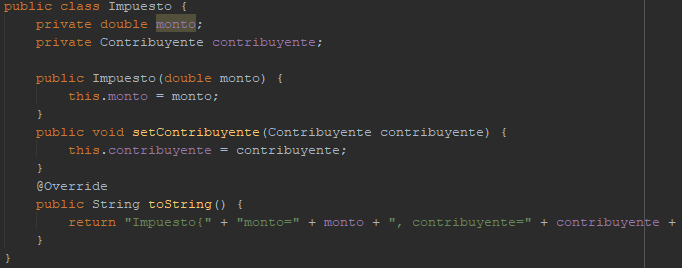 public class Impuesto {
    private double monto;
    private Contribuyente contribuyente;

    public Impuesto(double monto) {
        this.monto = monto;
    }
    public void setContribuyente(Contribuyente contribuyente) {
        this.contribuyente = contribuyente;
    }
    @Override
    public String toString() {
        return "Impuesto{" + "monto=" + monto + ", contribuyente=" + contribuyente +
    }
}